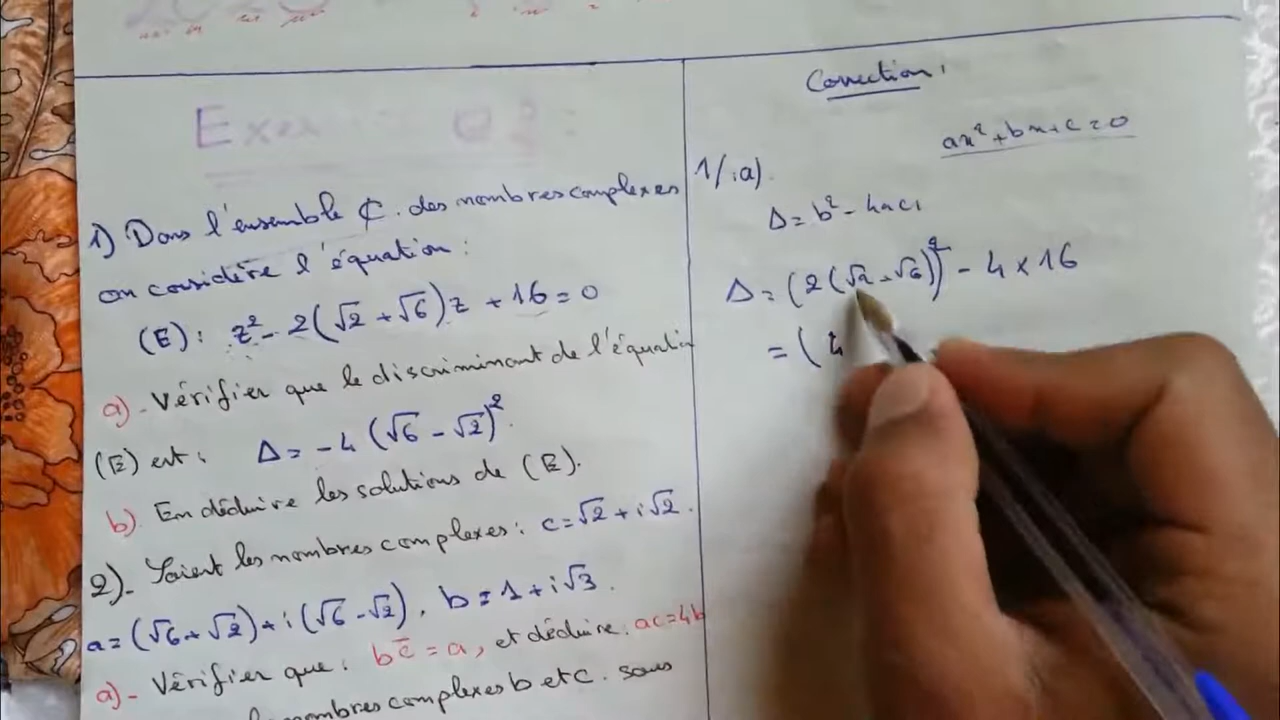 1) Dans l'ensemble ₵. des nombres complexes
on considère l'équation :
(E) : z² - 2(√2 + √6)z + 16 = 0
a)- Vérifier que le discriminant de l'équation
(E) est : Δ = -4 (√6 - √2)².
b) En déduire les solutions de (E).
2)- Soient les nombres complexes : c = √2 + i√2.
a = (√6 + √2) + i(√6 - √2), b = 1 + i√3.
a)- Vérifier que : bc̄ = a, et déduire : ac = 4b
nombres complexes b et c. sous
Correction :
ax² + bx + c = 0
1/ .a)
Δ = b² - 4ac,
Δ = (2(√2 + √6))² - 4 × 16
= (